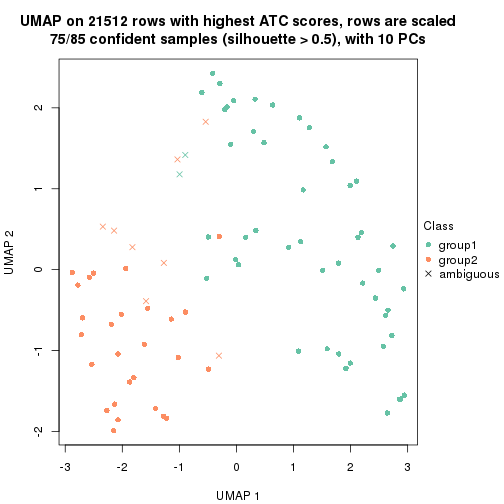 UMAP on 21512 rows with highest ATC scores, rows are scaled
75/85 confident samples (silhouette > 0.5), with 10 PCs
2
1
0
-1
-2
UMAP 2
-3
-2
-1
0
1
2
3
UMAP 1
Class
group1
group2
ambiguous